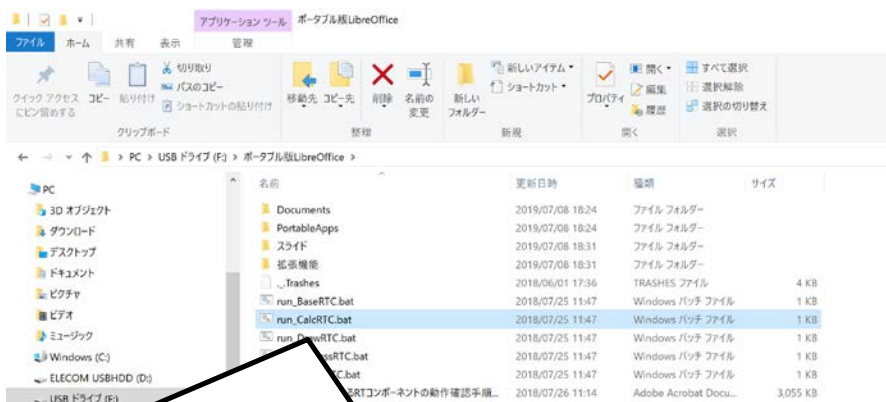 アプリケーション ツール ポータブル版LibreOffice
ファイル ホーム 共有 表示 管理
クイック アクセス
にピン留めする
コピー
貼り付け
切り取り
パスのコピー
ショートカットの貼り付け
移動先
コピー先
削除
名前の
変更
新しい
フォルダー
新しいアイテム
ショートカット
プロパティ
開く
編集
履歴
すべて選択
選択解除
選択の切り替え
クリップボード 整理 新規 開く 選択
PC › USB ドライブ (F:) › ポータブル版LibreOffice ›
名前 更新日時 種類 サイズ
PC
3D オブジェクト
ダウンロード
デスクトップ
ドキュメント
ピクチャ
ビデオ
ミュージック
Windows (C:)
ELECOM USBHDD (D:)
USB ドライブ (F:)
Documents 2019/07/08 18:24 ファイル フォルダー
PortableApps 2019/07/08 18:24 ファイル フォルダー
スライド 2019/07/08 18:31 ファイル フォルダー
拡張機能 2019/07/08 18:31 ファイル フォルダー
._Trashes 2018/06/01 17:36 TRASHES ファイル 4 KB
run_BaseRTC.bat 2018/07/25 11:47 Windows バッチ ファイル 1 KB
run_CalcRTC.bat 2018/07/25 11:47 Windows バッチ ファイル 1 KB
run_DrawRTC.bat 2018/07/25 11:47 Windows バッチ ファイル 1 KB
ssRTC.bat 2018/07/25 11:47 Windows バッチ ファイル 1 KB
C.bat 2018/07/25 11:47 Windows バッチ ファイル 1 KB
RTコンポーネントの動作確認手順... 2018/07/26 11:14 Adobe Acrobat Docu... 3,055 KB